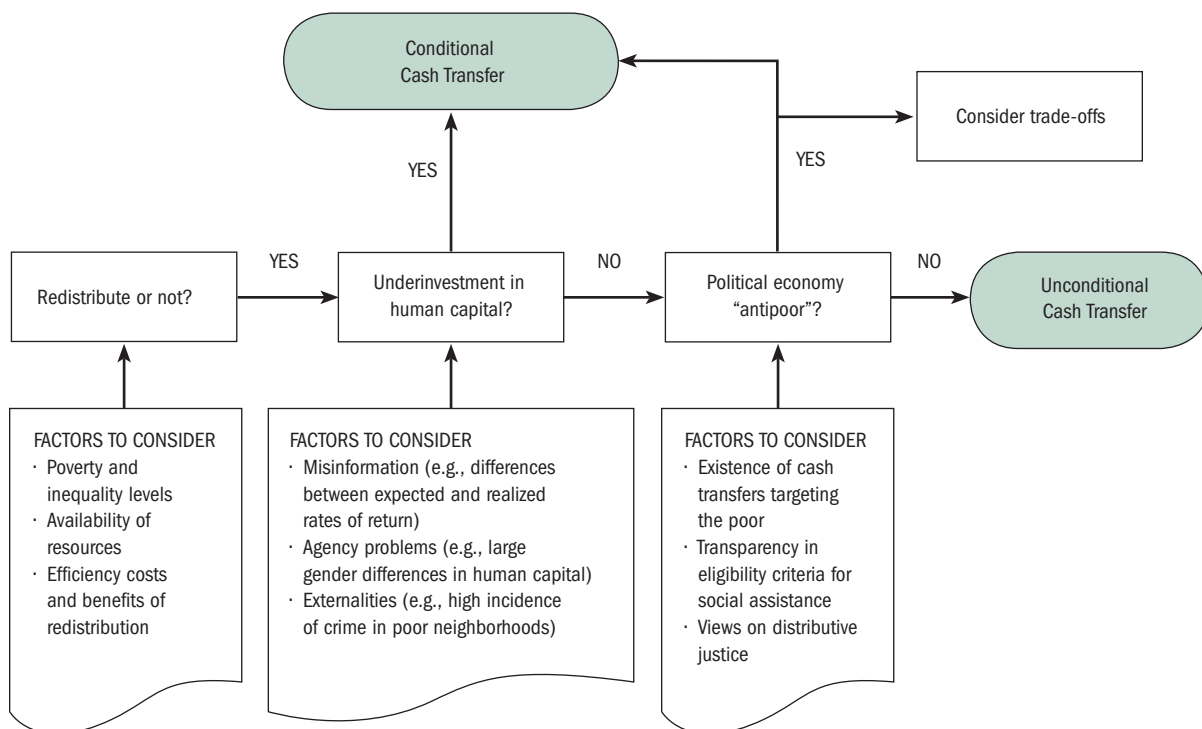 Conditional
Cash Transfer
Consider trade-offs
YES
YES
Redistribute or not?
YES
Underinvestment in
human capital?
NO
Political economy
“antipoor”?
NO
Unconditional
Cash Transfer
FACTORS TO CONSIDER
· Poverty and
inequality levels
· Availability of
resources
· Efficiency costs
and benefits of
redistribution
FACTORS TO CONSIDER
· Misinformation (e.g., differences
between expected and realized
rates of return)
· Agency problems (e.g., large
gender differences in human capital)
· Externalities (e.g., high incidence
of crime in poor neighborhoods)
FACTORS TO CONSIDER
· Existence of cash
transfers targeting
the poor
· Transparency in
eligibility criteria for
social assistance
· Views on distributive
justice